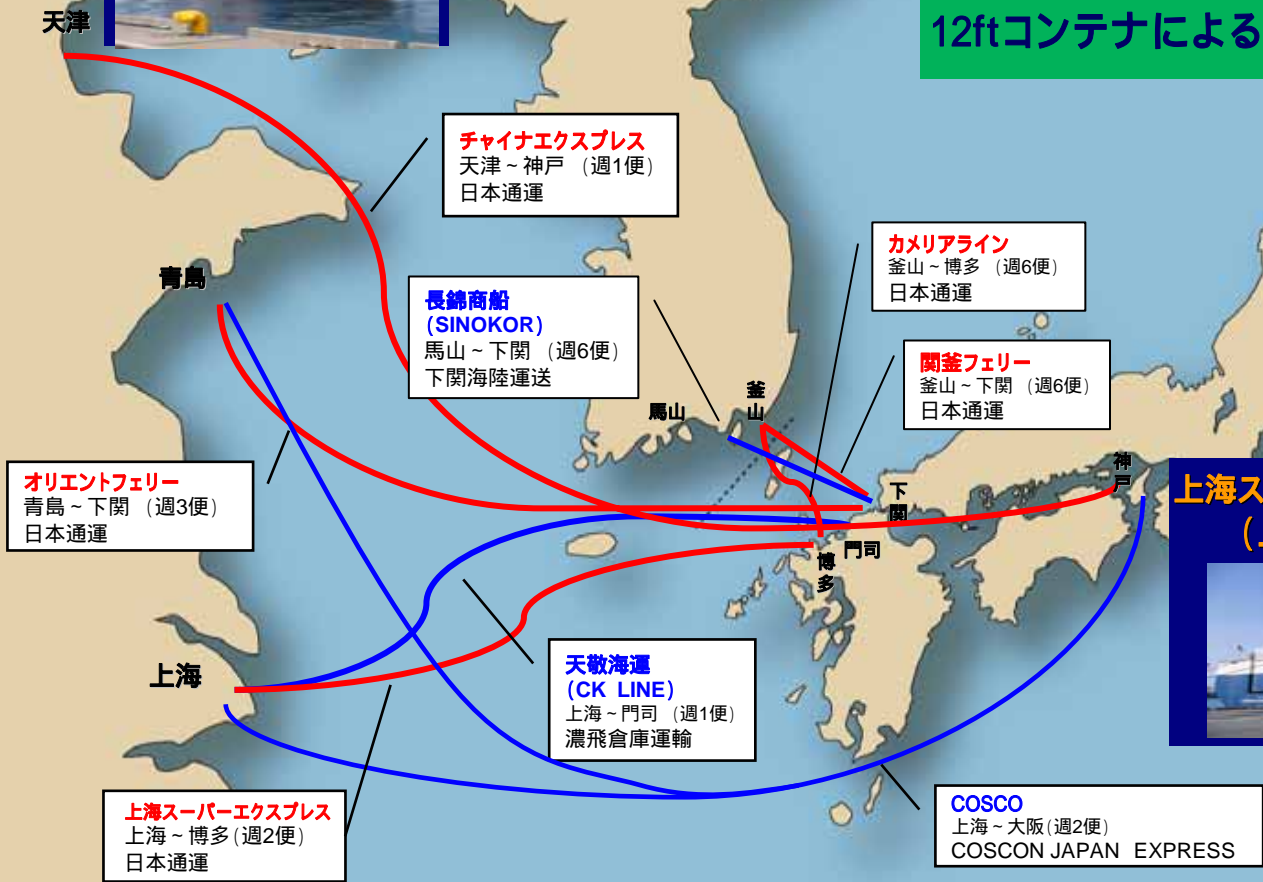 天津
12ftコンテナによる
チャイナエクスプレス
天津~神戸 (週1便)
日本通運
カメリアライン
釜山~博多 (週6便)
日本通運
青島
長錦商船
(SINOKOR)
馬山~下関 (週6便)
下関海陸運送
関釜フェリー
釜山~下関 (週6便)
日本通運
馬山
釜山
オリエントフェリー
青島~下関 (週3便)
日本通運
下関
神戸
上海ス
門司
博多
上海
天敬海運
(CK LINE)
上海~門司 (週1便)
濃飛倉庫運輸
上海スーパーエクスプレス
上海~博多(週2便)
日本通運
COSCO
上海~大阪(週2便)
COSCON JAPAN EXPRESS